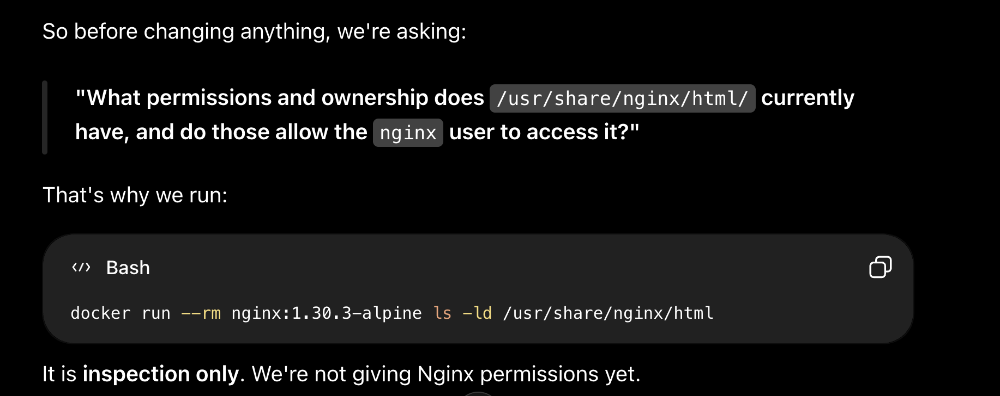 So before changing anything, we're asking:
"What permissions and ownership does /usr/share/nginx/html/ currently
have, and do those allow the nginx user to access it?"
That's why we run:
Bash
docker run --rm nginx:1.30.3-alpine ls -ld /usr/share/nginx/html
It is inspection only. We're not giving Nginx permissions yet.